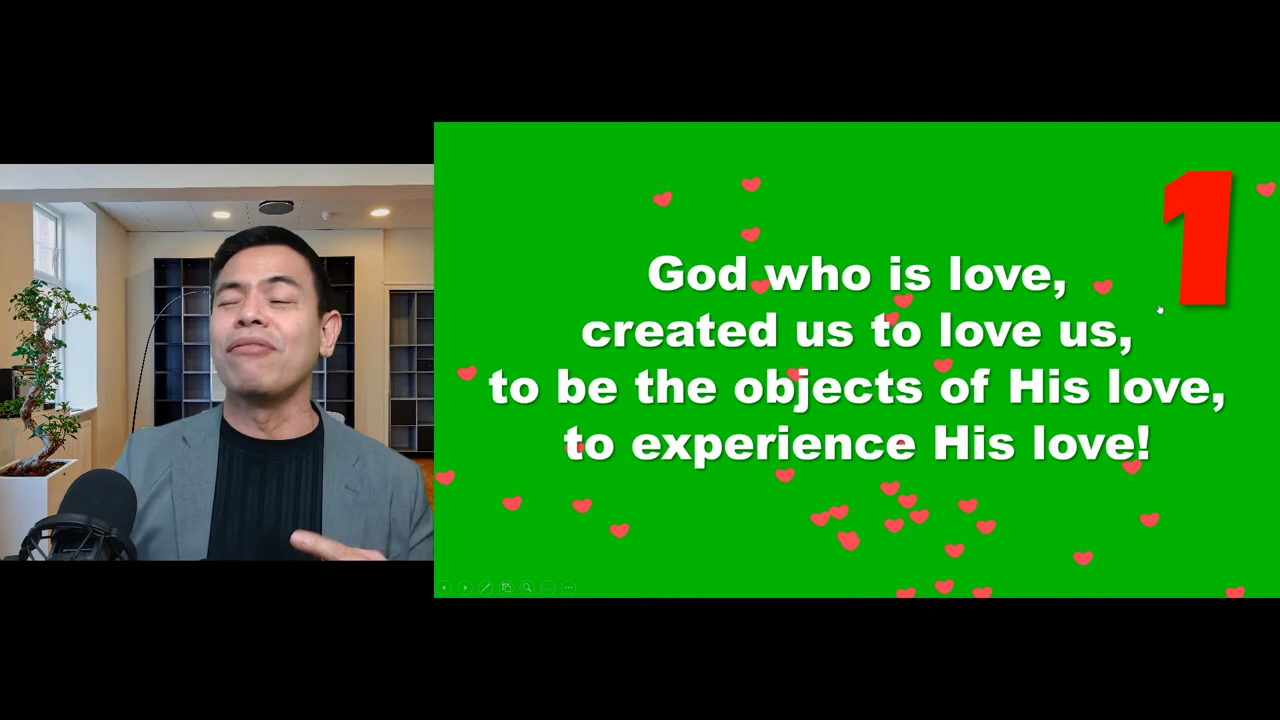 1
God who is love,
created us to love us,
to be the objects of His love,
to experience His love!